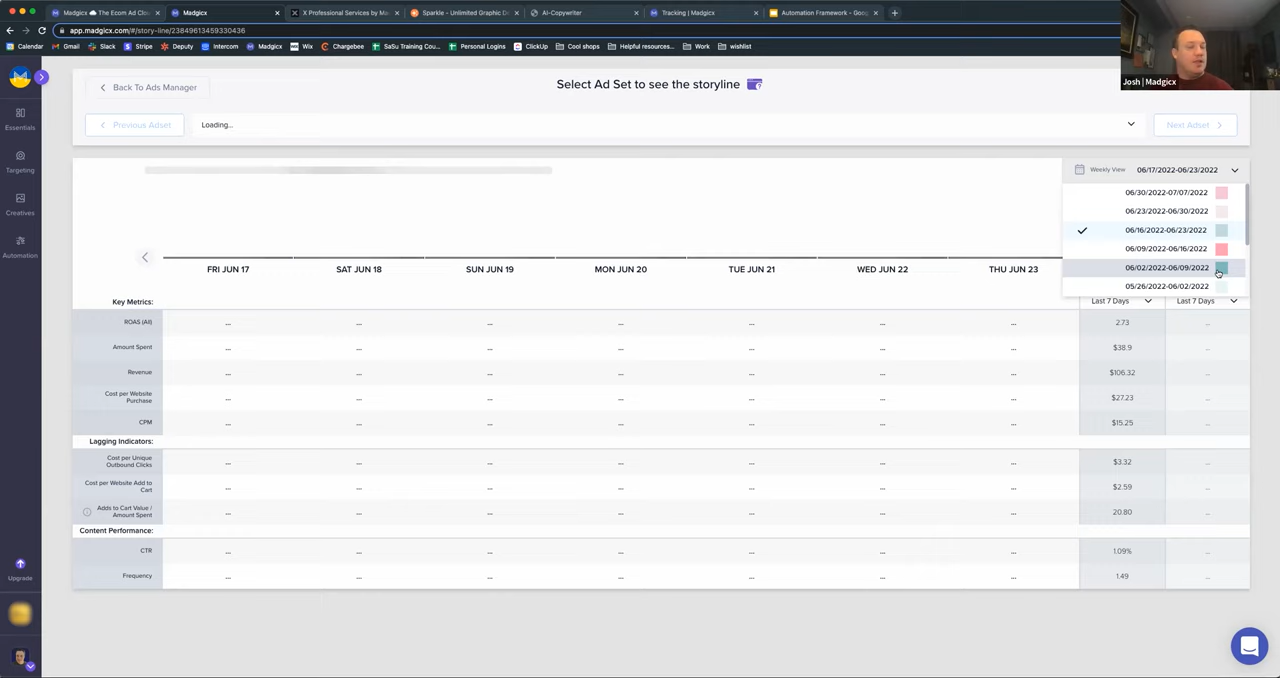 Madgicx ☁ The Ecom Ad Clou
Madgicx
X Professional Services by Ma
Sparkle - Unlimited Graphic De
AI-Copywriter
Tracking | Madgicx
Automation Framework - Goog
app.madgicx.com/#/story-line/23849613459330436
Calendar
Gmail
Slack
Stripe
Deputy
Intercom
Madgicx
Wix
Chargebee
SaSu Training Cou...
Personal Logins
ClickUp
Cool shops
Helpful resources...
Work
wishlist
Josh | Madgicx
Back To Ads Manager
Select Ad Set to see the storyline
Previous Adset
Loading...
Next Adset
Essentials
Targeting
Creatives
Automation
Upgrade
Weekly View 06/17/2022-06/23/2022
06/30/2022-07/07/2022
06/23/2022-06/30/2022
06/16/2022-06/23/2022
06/09/2022-06/16/2022
06/02/2022-06/09/2022
05/26/2022-06/02/2022
FRI JUN 17 SAT JUN 18 SUN JUN 19 MON JUN 20 TUE JUN 21 WED JUN 22 THU JUN 23
Key Metrics: Last 7 Days Last 7 Days
ROAS (All) ... ... ... ... ... ... ... 2.73 ...
Amount Spent ... ... ... ... ... ... ... $38.9 ...
Revenue ... ... ... ... ... ... ... $106.32 ...
Cost per Website
Purchase ... ... ... ... ... ... ... $27.23 ...
CPM ... ... ... ... ... ... ... $15.25 ...
Lagging Indicators:
Cost per Unique
Outbound Clicks ... ... ... ... ... ... ... $3.32 ...
Cost per Website Add to
Cart ... ... ... ... ... ... ... $2.59 ...
Adds to Cart Value /
Amount Spent ... ... ... ... ... ... ... 20.80 ...
Content Performance:
CTR ... ... ... ... ... ... ... 1.09% ...
Frequency ... ... ... ... ... ... ... 1.49 ...